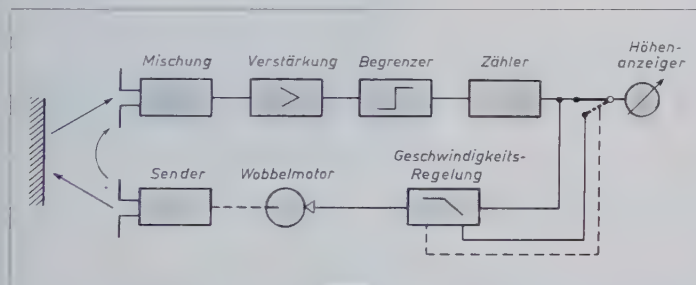 Mischung
Verstärkung
Begrenzer
Zähler
Höhen-
anzeiger
Sender
Wobbelmotor
Geschwindigkeits-
Regelung